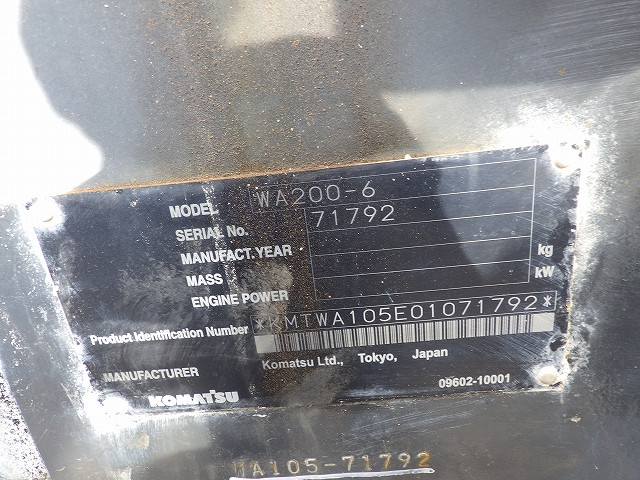 MODEL WA200-6
SERIAL No. 71792
MANUFACT. YEAR
MASS kg
ENGINE POWER kW
Product Identification Number *KMTWA105E01071792*
MANUFACTURER Komatsu Ltd., Tokyo, Japan
KOMATSU 09602-10001
WA105-71792